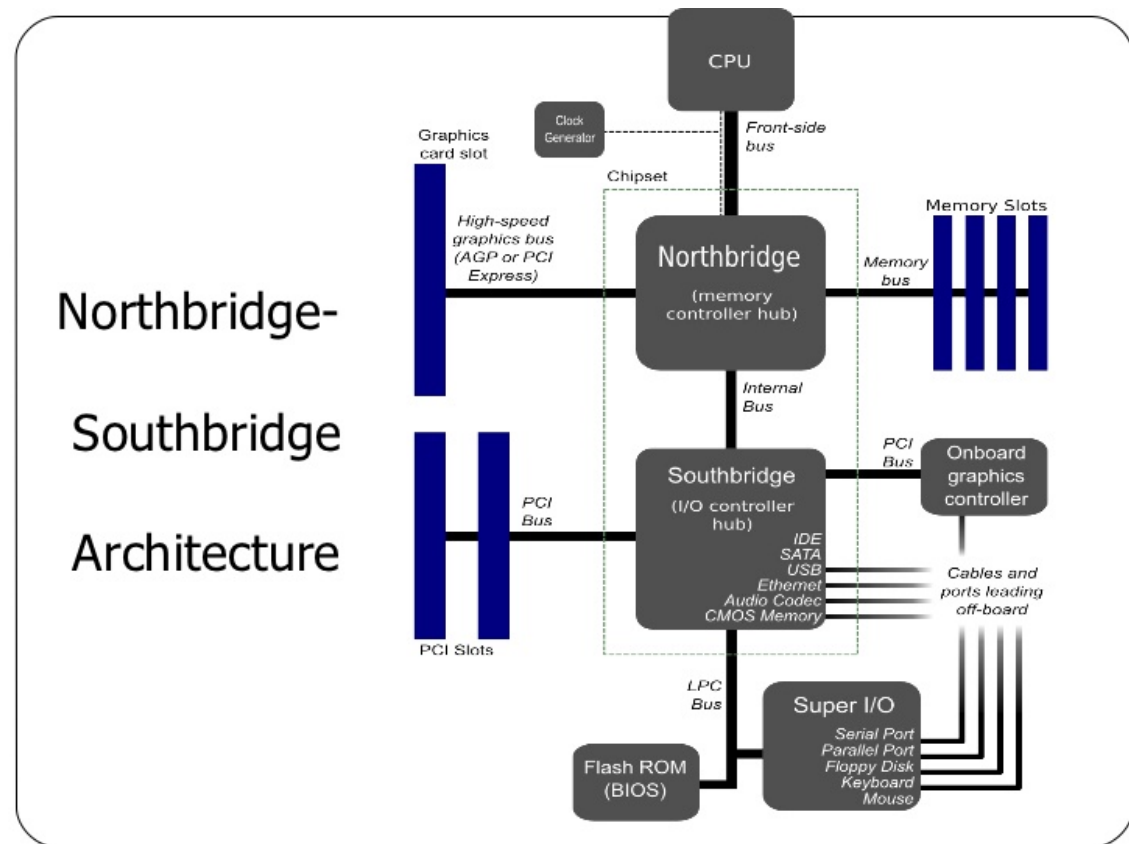 Northbridge-
Southbridge
Architecture
CPU
Clock
Generator
Front-side
bus
Graphics
card slot
Chipset
High-speed
graphics bus
(AGP or PCI
Express)
Northbridge
(memory
controller hub)
Memory
bus
Memory Slots
Internal
Bus
PCI
Bus
Southbridge
(I/O controller
hub)
IDE
SATA
USB
Ethernet
Audio Codec
CMOS Memory
PCI
Bus
Onboard
graphics
controller
Cables and
ports leading
off-board
PCI Slots
LPC
Bus
Super I/O
Serial Port
Parallel Port
Floppy Disk
Keyboard
Mouse
Flash ROM
(BIOS)